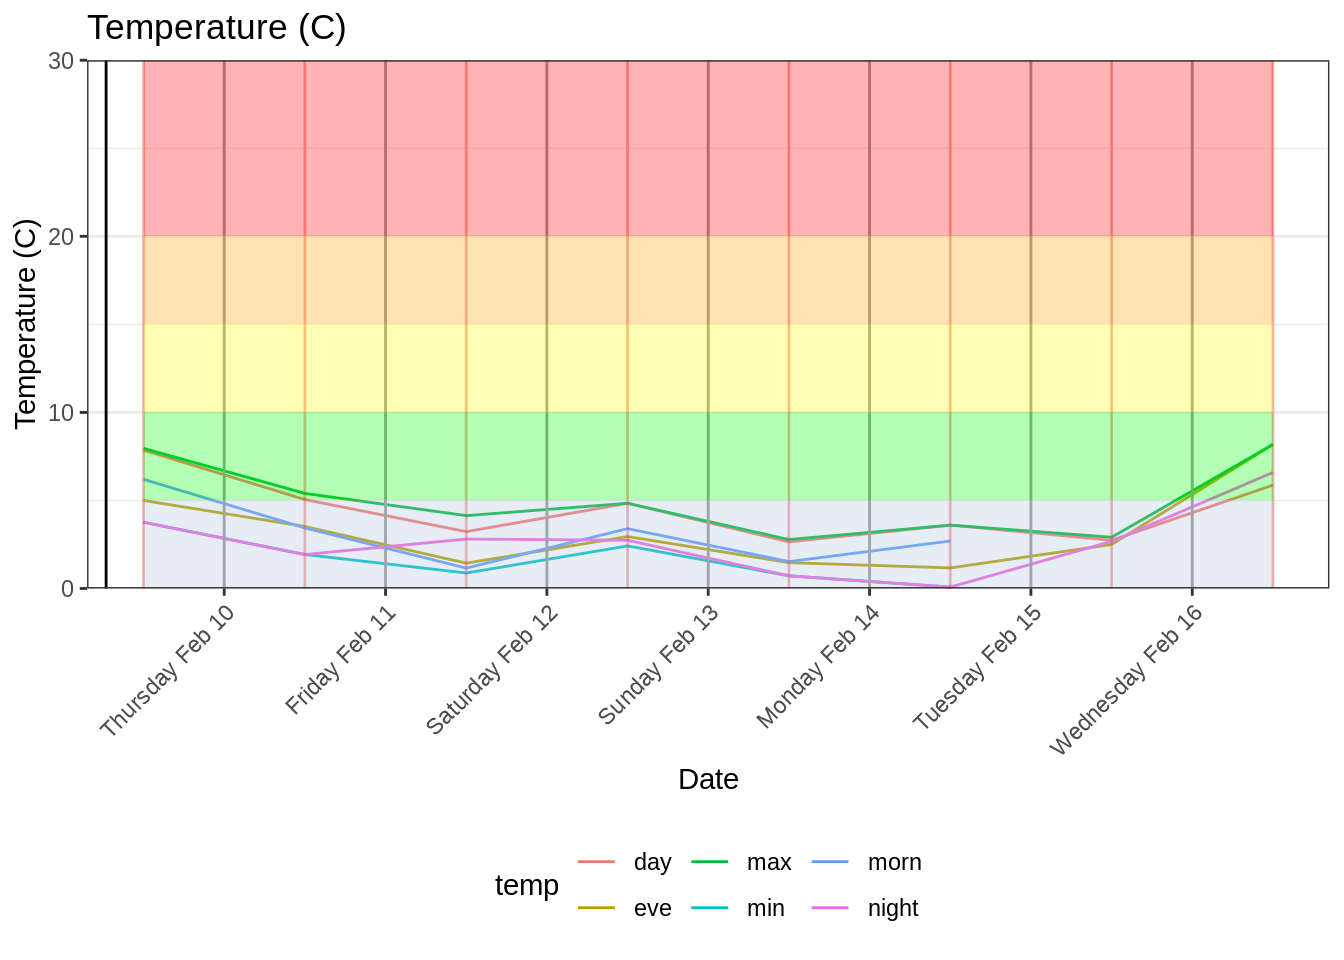 Temperature (C)
30
20
10
0
Temperature (C)
Thursday Feb 10
Friday Feb 11
Saturday Feb 12
Sunday Feb 13
Monday Feb 14
Tuesday Feb 15
Wednesday Feb 16
Date
temp
day
max
morn
eve
min
night